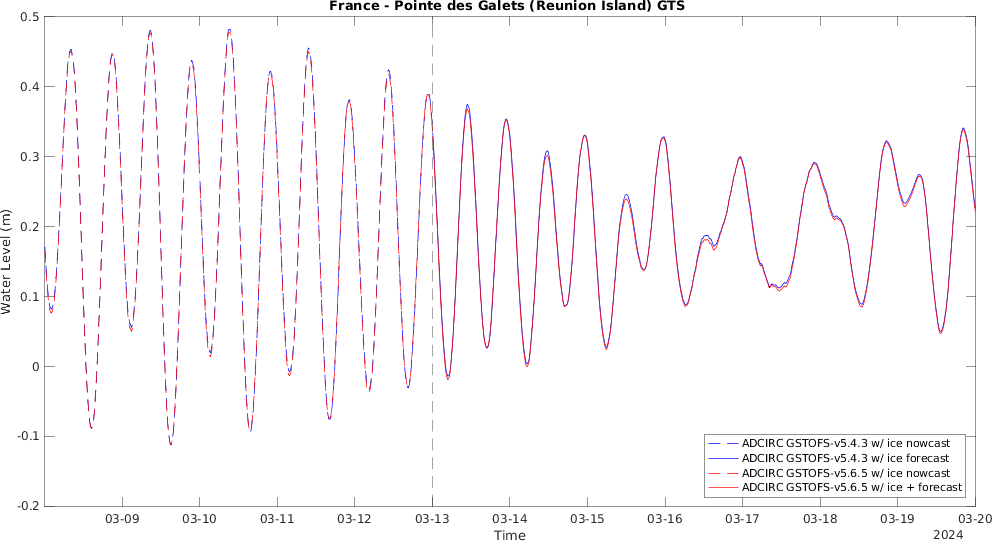 France - Pointe des Galets (Reunion Island) GTS
0.5
0.4
0.3
0.2
0.1
0
-0.1
-0.2
Water Level (m)
03-09 03-10 03-11 03-12 03-13 03-14 03-15 03-16 03-17 03-18 03-19 03-20
Time
2024
ADCIRC GSTOFS-v5.4.3 w/ ice nowcast
ADCIRC GSTOFS-v5.4.3 w/ ice forecast
ADCIRC GSTOFS-v5.6.5 w/ ice nowcast
ADCIRC GSTOFS-v5.6.5 w/ ice + forecast